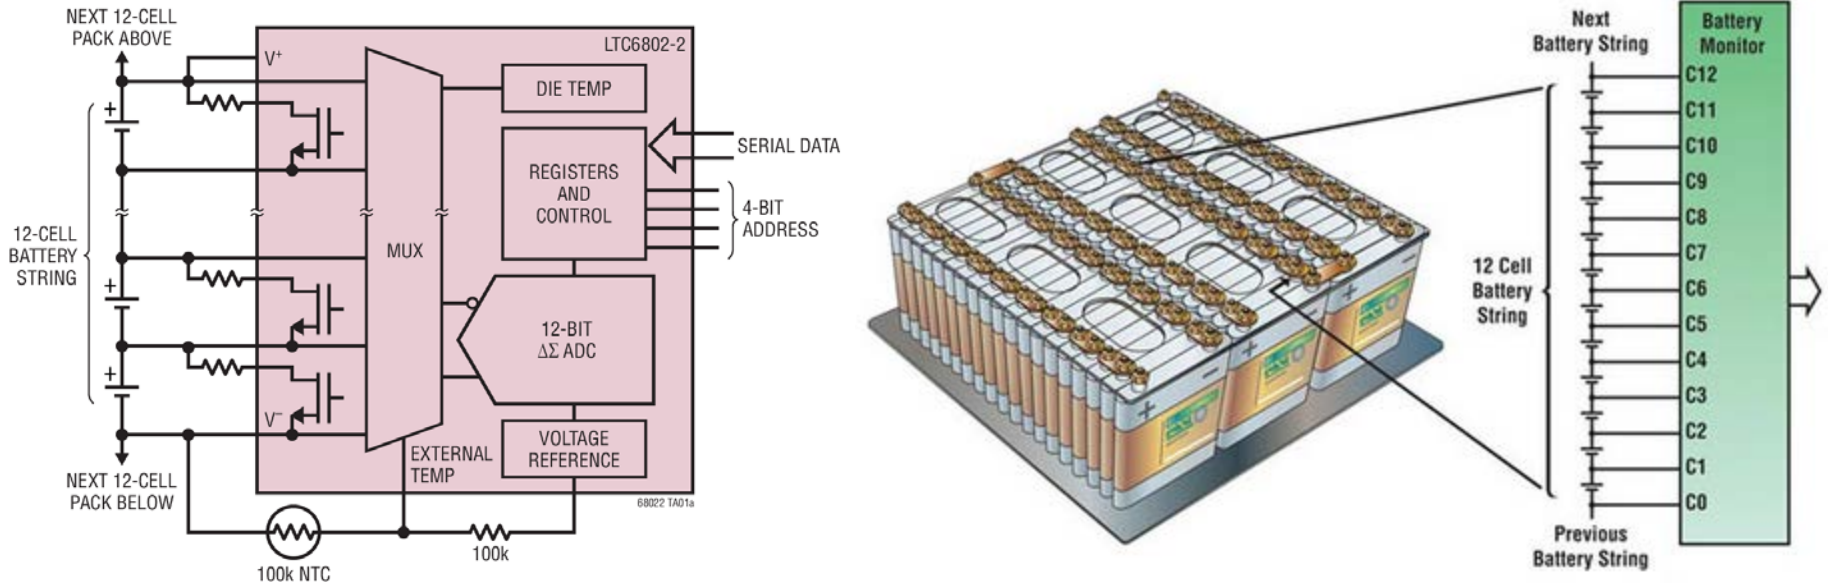 NEXT 12-CELL
PACK ABOVE
V+
LTC6802-2
DIE TEMP
+
REGISTERS
AND
CONTROL
SERIAL DATA
4-BIT
ADDRESS
12-CELL
BATTERY
STRING
MUX
+
12-BIT
ΔΣ ADC
+
V−
EXTERNAL
TEMP
VOLTAGE
REFERENCE
NEXT 12-CELL
PACK BELOW
68022 TA01a
100k NTC
100k
Next
Battery String
Battery
Monitor
C12
C11
C10
C9
C8
C7
C6
C5
C4
C3
C2
C1
C0
12 Cell
Battery
String
+
−
+
−
+
−
Previous
Battery String